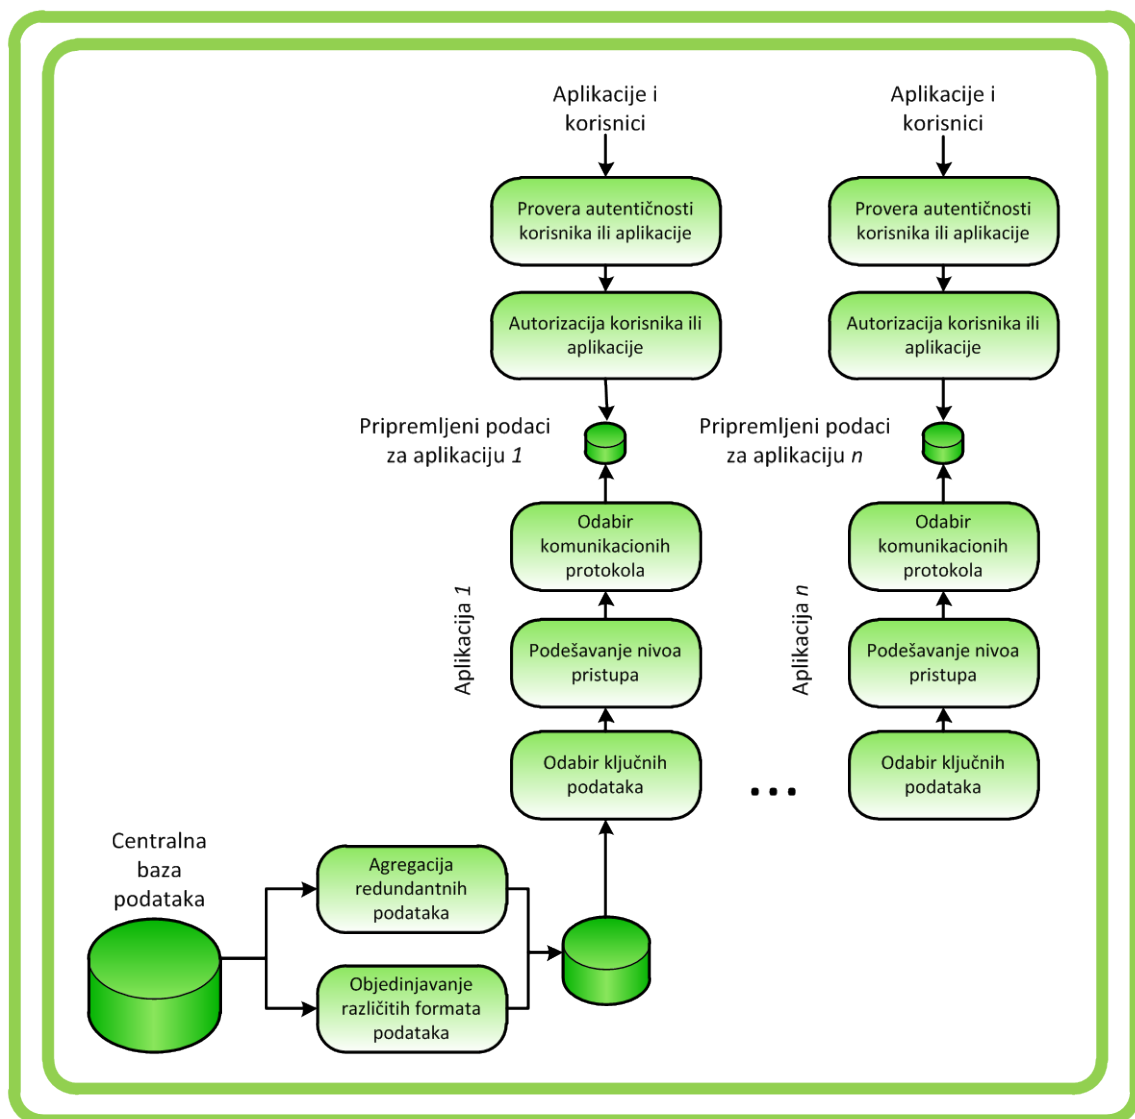 Aplikacije i
korisnici
Aplikacije i
korisnici
Provera autentičnosti
korisnika ili aplikacije
Provera autentičnosti
korisnika ili aplikacije
Autorizacija korisnika ili
aplikacije
Autorizacija korisnika ili
aplikacije
Pripremljeni podaci
za aplikaciju 1
Pripremljeni podaci
za aplikaciju n
Odabir
komunikacionih
protokola
Odabir
komunikacionih
protokola
Aplikacija 1
Aplikacija n
Podešavanje nivoa
pristupa
Podešavanje nivoa
pristupa
Odabir ključnih
podataka
...
Odabir ključnih
podataka
Centralna
baza
podataka
Agregacija
redundantnih
podataka
Objedinjavanje
različitih formata
podataka